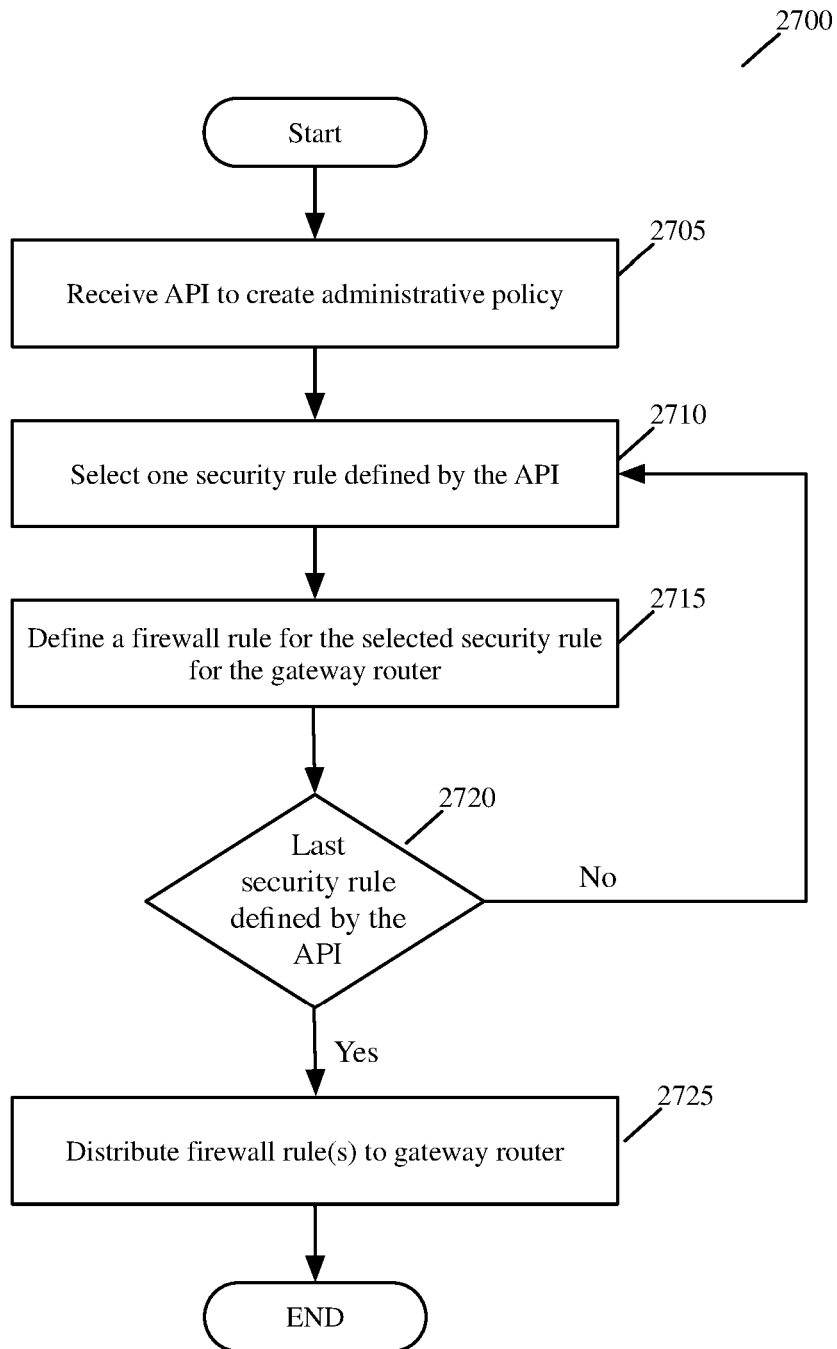 2700
Start
2705
Receive API to create administrative policy
2710
Select one security rule defined by the API
2715
Define a firewall rule for the selected security rule
for the gateway router
2720
Last
security rule
defined by the
API
No
Yes
2725
Distribute firewall rule(s) to gateway router
END